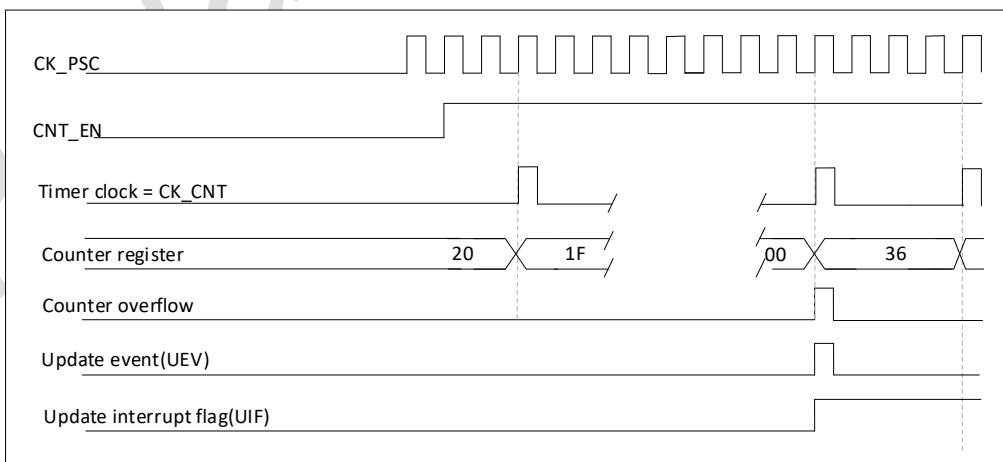 CK_PSC
CNT_EN
Timer clock = CK_CNT
Counter register 20 1F 00 36
Counter overflow
Update event(UEV)
Update interrupt flag(UIF)